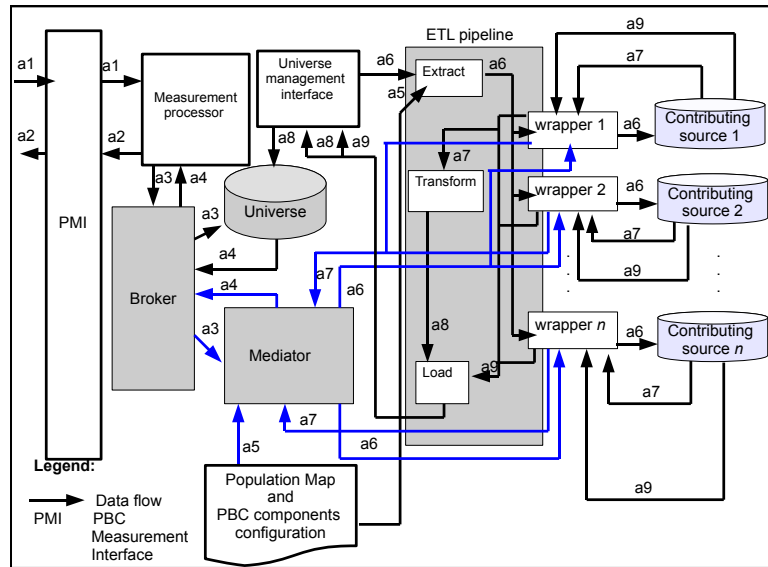 a9
ETL pipeline
a1
a1
a6
a6
a7
Universe
management
interface
Extract
a5
Measurement
processor
wrapper 1
a6
Contributing
source 1
a2
a2
a8
a8
a9
a7
a3
a4
Transform
wrapper 2
a6
Contributing
source 2
a3
Universe
PMI
a7
a4
a9
a7
a6
Broker
a4
a3
a8
wrapper n
a6
Contributing
source n
Mediator
Load
a9
a7
a7
a5
a6
Legend:
a9
Population Map
and
PBC components
configuration
Data flow
PMI PBC
Measurement
Interface